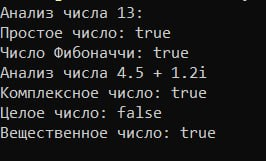 Анализ числа 13:
Простое число: true
Число Фибоначчи: true
Анализ числа 4.5 + 1.2i
Комплексное число: true
Целое число: false
Вещественное число: true